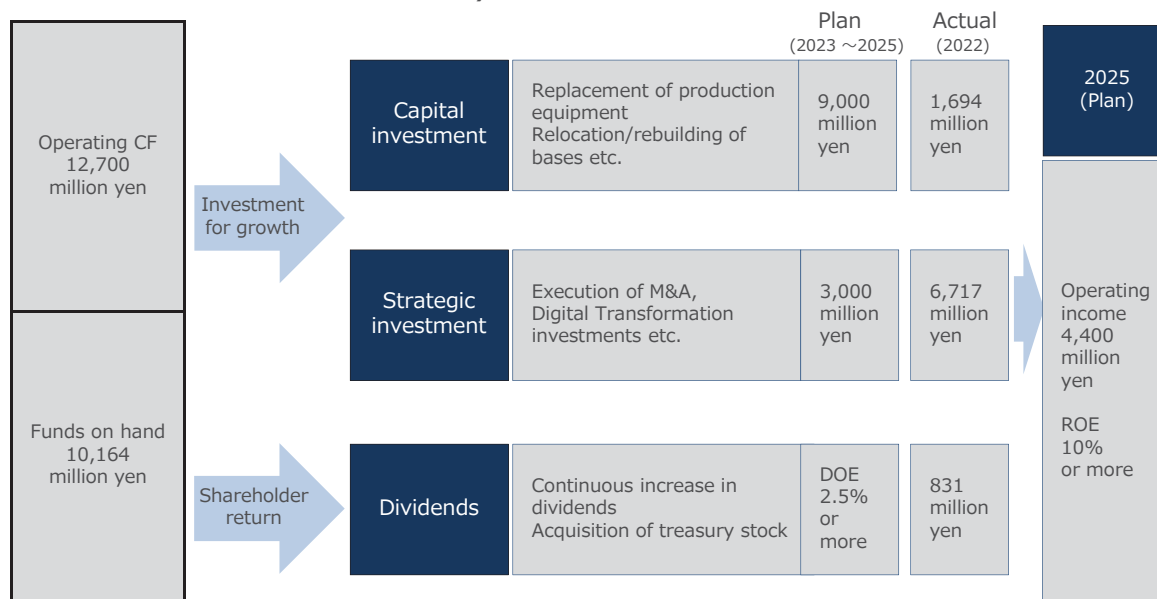 Operating CF
12,700
million yen
Funds on hand
10,164
million yen
Investment
for growth
Shareholder
return
Plan
(2023 ～2025)
Actual
(2022)
Capital
investment
Replacement of production
equipment
Relocation/rebuilding of
bases etc.
9,000
million
yen
1,694
million
yen
Strategic
investment
Execution of M&A,
Digital Transformation
investments etc.
3,000
million
yen
6,717
million
yen
Dividends
Continuous increase in
dividends
Acquisition of treasury stock
DOE
2.5%
or
more
831
million
yen
2025
(Plan)
Operating
income
4,400
million
yen
ROE
10%
or more